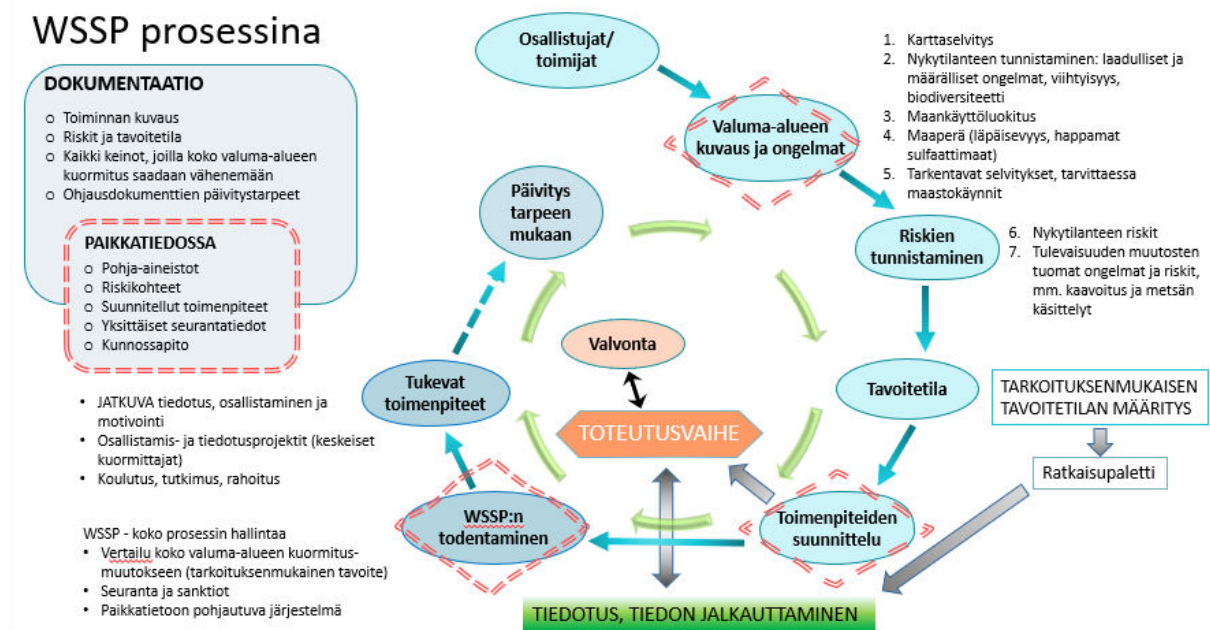 WSSP prosessina
DOKUMENTAATIO
o Toiminnan kuvaus
o Riskit ja tavoitetila
o Kaikki keinot, joilla koko valuma-alueen
kuormitus saadaan vähenemään
o Ohjausdokumenttien päivitystarpeet
PAIKKATIEDOSSA
o Pohja-aineistot
o Riskikohteet
o Suunnitellut toimenpiteet
o Yksittäiset seurantatiedot
o Kunnossapito
• JATKUVA tiedotus, osallistaminen ja
motivointi
• Osallistamis- ja tiedotusprojektit (keskeiset
kuormittajat)
• Koulutus, tutkimus, rahoitus
WSSP - koko prosessin hallintaa
• Vertailu koko valuma-alueen kuormitus-
muutokseen (tarkoituksenmukainen tavoite)
• Seuranta ja sanktiot
• Paikkatietoon pohjautuva järjestelmä
Osallistujat/
toimijat
Valuma-alueen
kuvaus ja ongelmat
1. Karttaselvitys
2. Nykytilanteen tunnistaminen: laadulliset ja
määrälliset ongelmat, viihtyisyys,
biodiversiteetti
3. Maankäyttöluokitus
4. Maaperä (läpäisevyys, happamat
sulfaattimaat)
5. Tarkentavat selvitykset, tarvittaessa
maastokäynnit
Riskien
tunnistaminen
6. Nykytilanteen riskit
7. Tulevaisuuden muutosten
tuomat ongelmat ja riskit,
mm. kaavoitus ja metsän
käsittelyt
Tavoitetila
TARKOITUKSENMUKAISEN
TAVOITETILAN MÄÄRITYS
Ratkaisupaletti
Toimenpiteiden
suunnittelu
WSSP:n
todentaminen
Tukevat
toimenpiteet
Päivitys
tarpeen
mukaan
Valvonta
TOTEUTUSVAIHE
TIEDOTUS, TIEDON JALKAUTTAMINEN